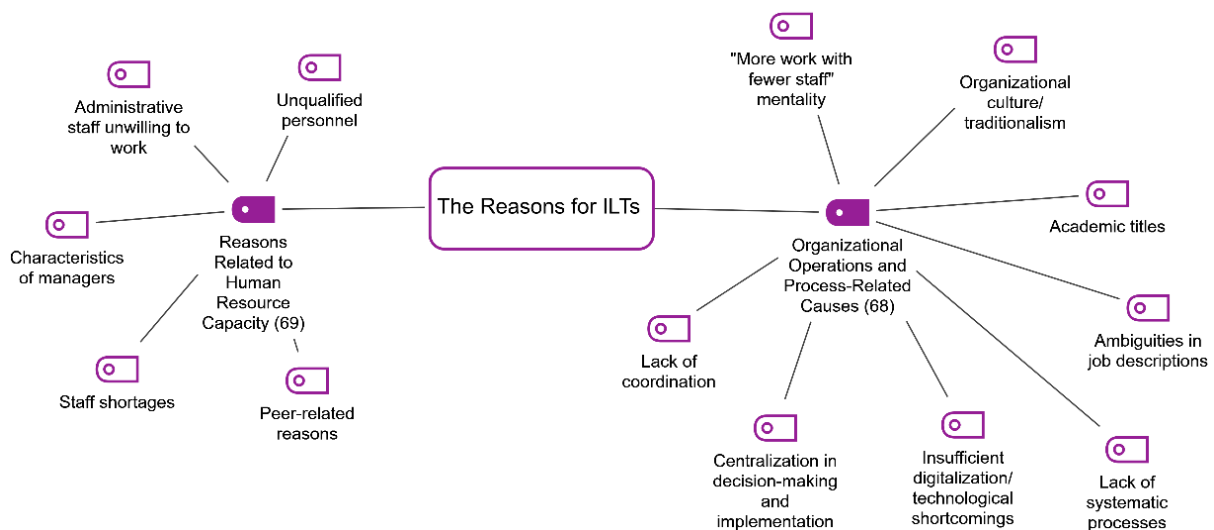 Administrative
staff unwilling to
work
Unqualified
personnel
Characteristics
of managers
Reasons
Related to
Human
Resource
Capacity (69)
Staff shortages
Peer-related
reasons
The Reasons for ILTs
"More work with
fewer staff"
mentality
Organizational
culture/
traditionalism
Academic titles
Organizational
Operations and
Process-Related
Causes (68)
Ambiguities in
job descriptions
Lack of
coordination
Centralization in
decision-making
and
implementation
Insufficient
digitalization/
technological
shortcomings
Lack of
systematic
processes